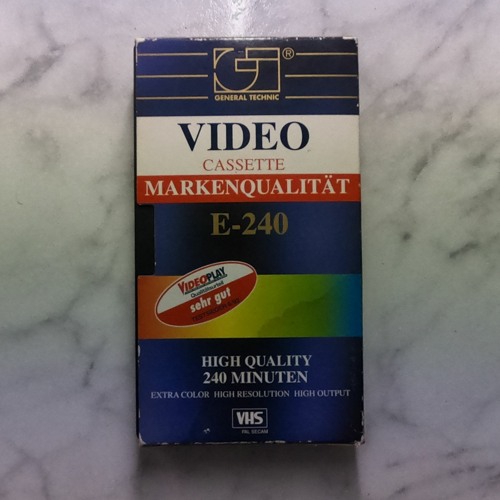 GT®
GENERAL TECHNIC
VIDEO
CASSETTE
MARKENQUALITÄT
E-240
VIDEOPLAY
Qualitätsurteil
sehr gut
HIGH QUALITY
240 MINUTEN
EXTRA COLOR HIGH RESOLUTION HIGH OUTPUT
VHS
PAL SECAM